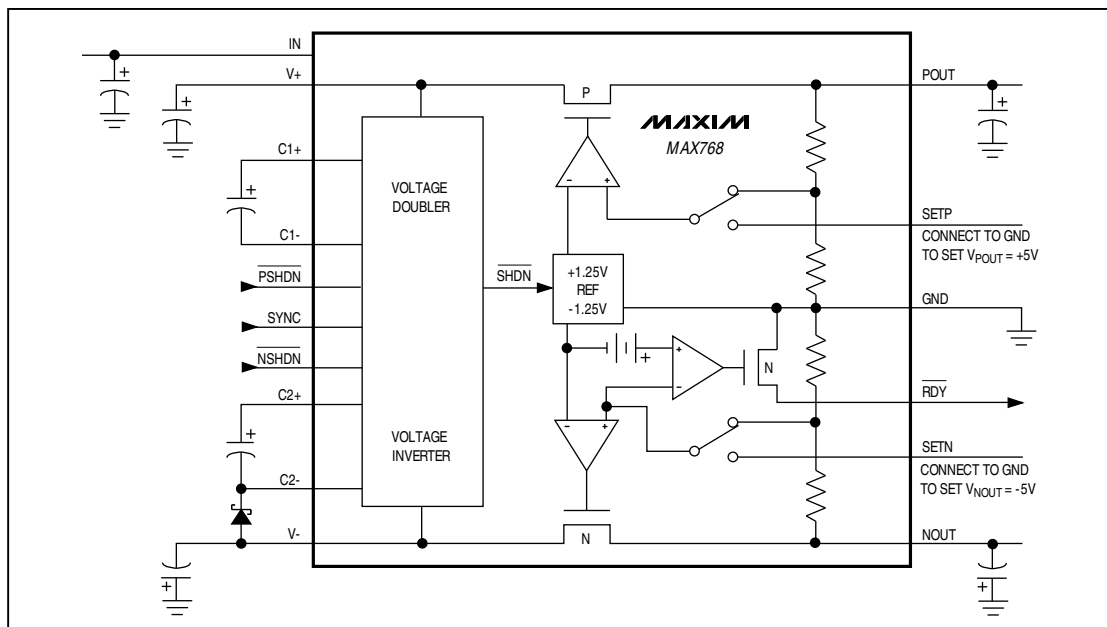 IN
V+
POUT
P
MAXIM
MAX768
C1+
VOLTAGE
DOUBLER
C1-
SETP
CONNECT TO GND
TO SET VPOUT = +5V
PSHDN
SHDN
+1.25V
REF
-1.25V
GND
SYNC
NSHDN
N
RDY
C2+
VOLTAGE
INVERTER
SETN
CONNECT TO GND
TO SET VNOUT = -5V
C2-
V-
N
NOUT